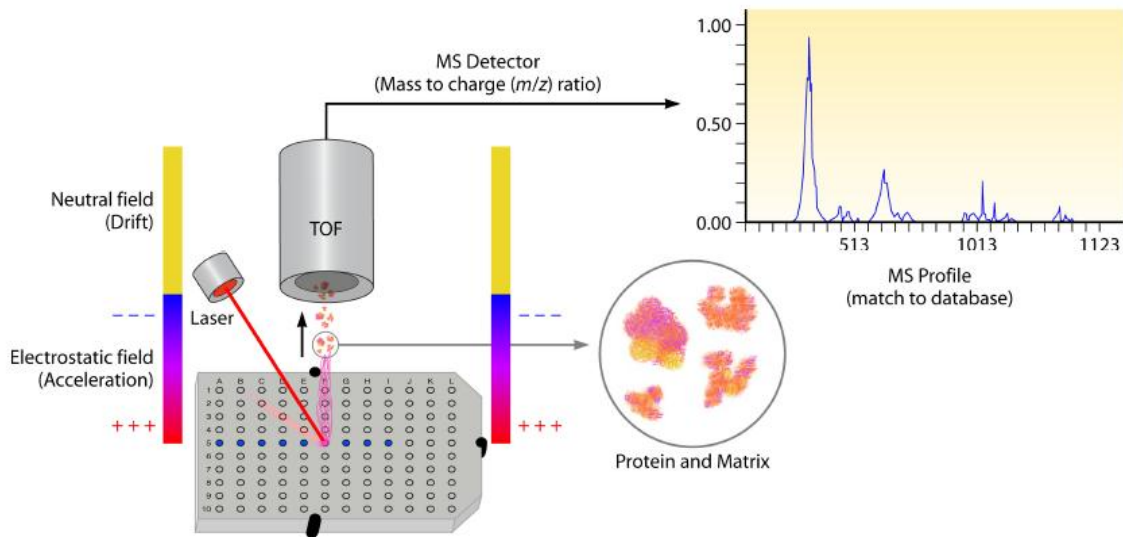 MS Detector
(Mass to charge (m/z) ratio)
1.00
0.50
0.00
513 1013 1123
MS Profile
(match to database)
Neutral field
(Drift)
TOF
Laser
Electrostatic field
(Acceleration)
− − −
− − −
+ + +
+ + +
A B C D E F G H I J K L
1
2
3
4
5
6
7
8
9
10
Protein and Matrix